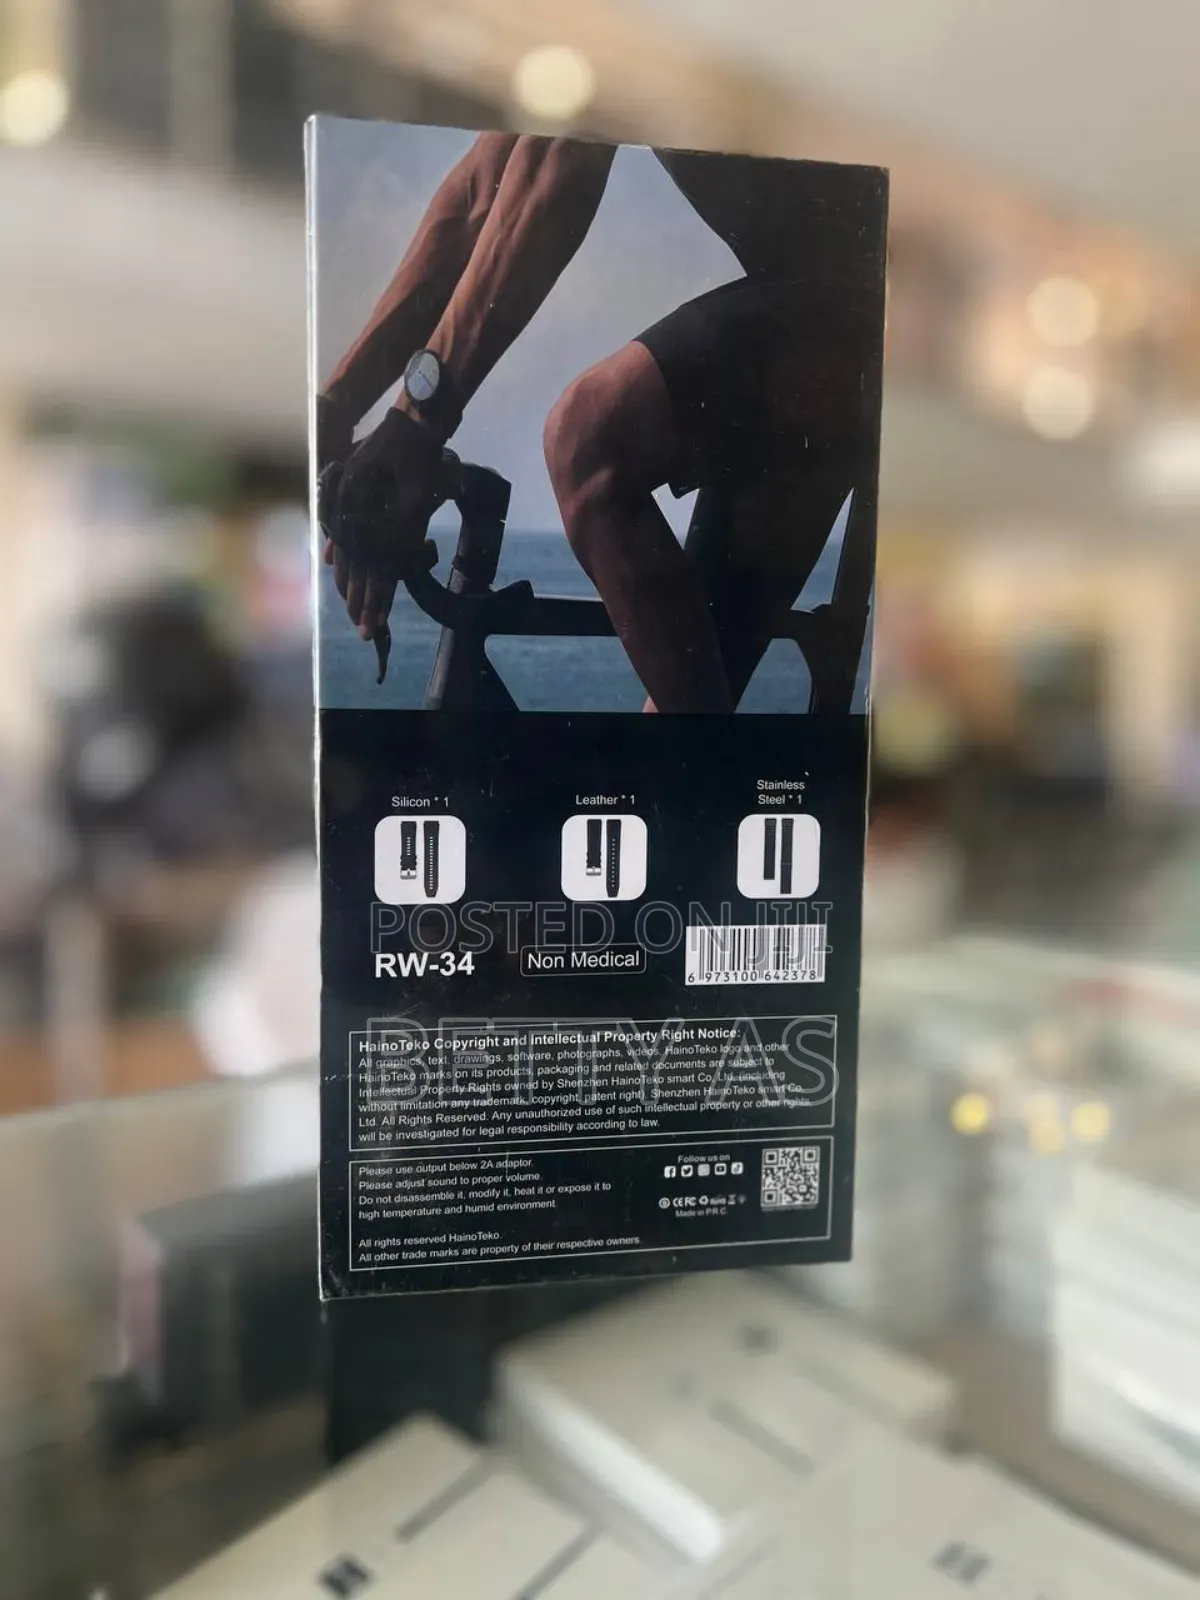 Silicon * 1
Leather * 1
Stainless
Steel * 1
POSTED ON JIJI
RW-34
Non Medical
6 973100 642378
BETTY AS
HainoTeko Copyright and intellectual Property Right Notice:
All graphics, text, drawings, software, photographs, videos, HainoTeko logo and other
HainoTeko marks on its products, packaging and related documents are subject to
Intellectual Property Rights owned by Shenzhen HainoTeko smart Co, Ltd, (including
without limitation any trademark, copyright, patent right, Shenzhen HainoTeko smart Co.
Ltd. All Rights Reserved. Any unauthorized use of such intellectual property or other rights
will be investigated for legal responsibility according to law.
Please use output below 2A adaptor.
Please adjust sound to proper volume.
Do not disassemble it, modify it, heat it or expose it to
high temperature and humid environment.
All rights reserved HainoTeko.
All other trade marks are property of their respective owners.
Follow us on
CE FC RoHS
Made in P.R.C